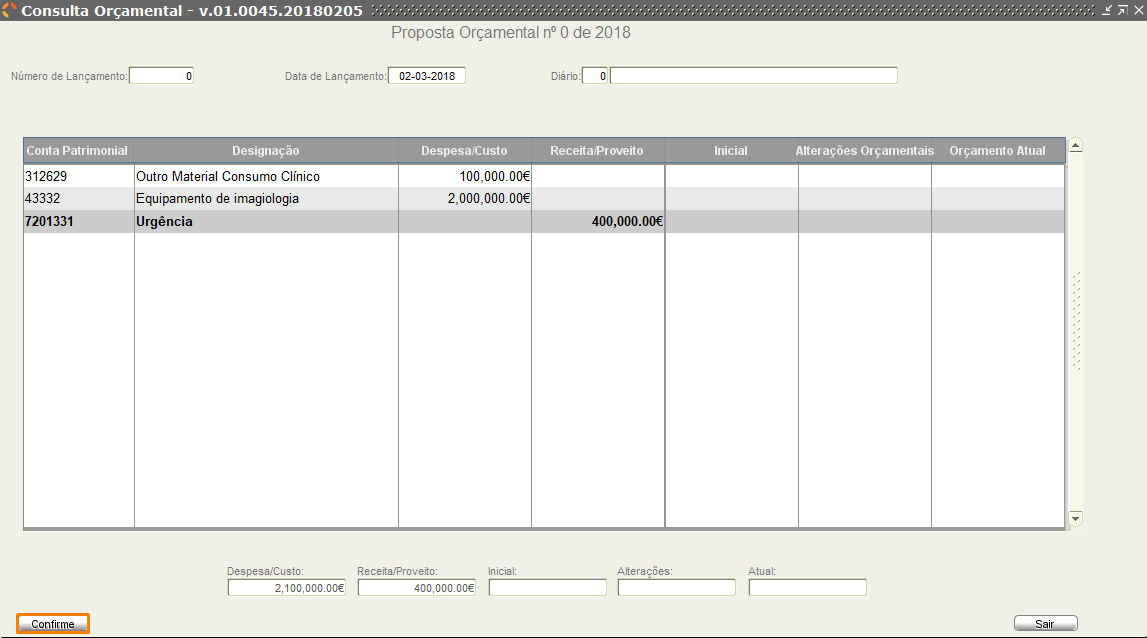 Consulta Orçamental - v.01.0045.20180205
Proposta Orçamental nº 0 de 2018
Número de Lançamento: 0 Data de Lançamento: 02-03-2018 Diário: 0
Conta Patrimonial Designação Despesa/Custo Receita/Proveito Inicial Alterações Orçamentais Orçamento Atual
312629 Outro Material Consumo Clínico 100,000.00€
43332 Equipamento de imagiologia 2,000,000.00€
7201331 Urgência 400,000.00€
Despesa/Custo: Receita/Proveito: Inicial: Alterações: Atual:
2,100,000.00€ 400,000.00€
Confirme Sair